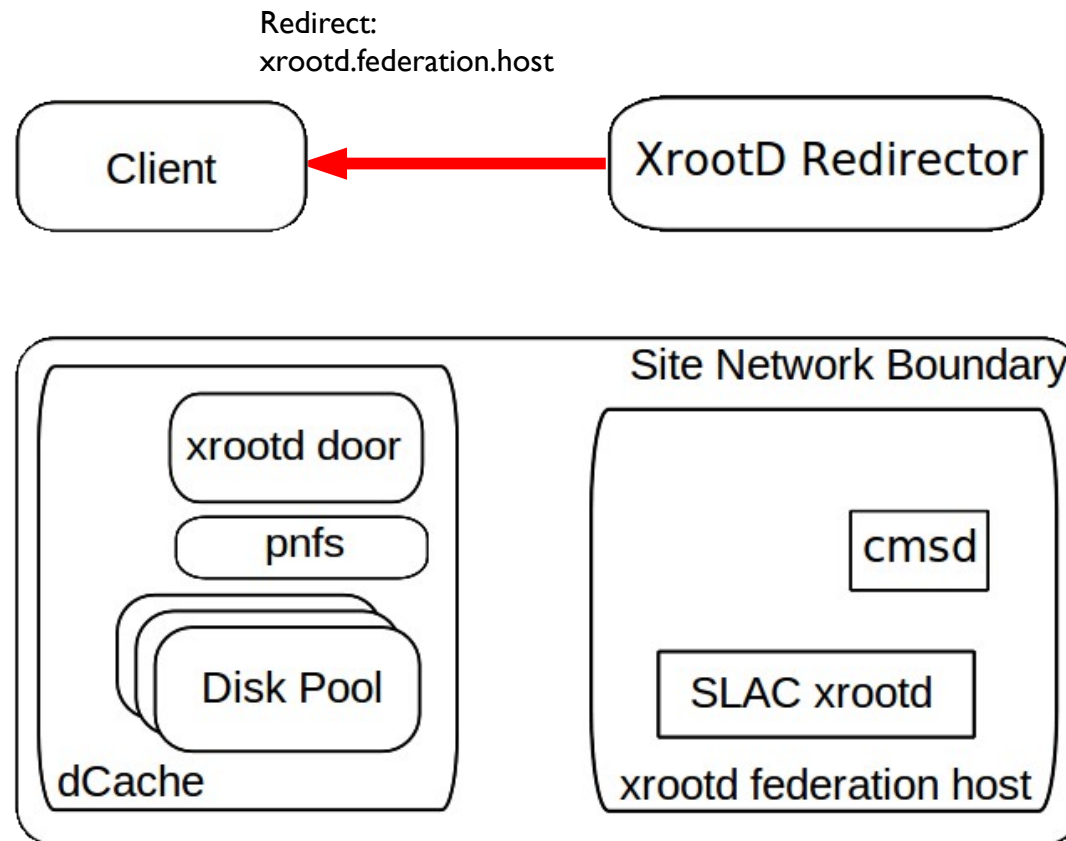 Redirect:
xrootd.federation.host
Client
XrootD Redirector
Site Network Boundary
xrootd door
pnfs
Disk Pool
dCache
cmsd
SLAC xrootd
xrootd federation host